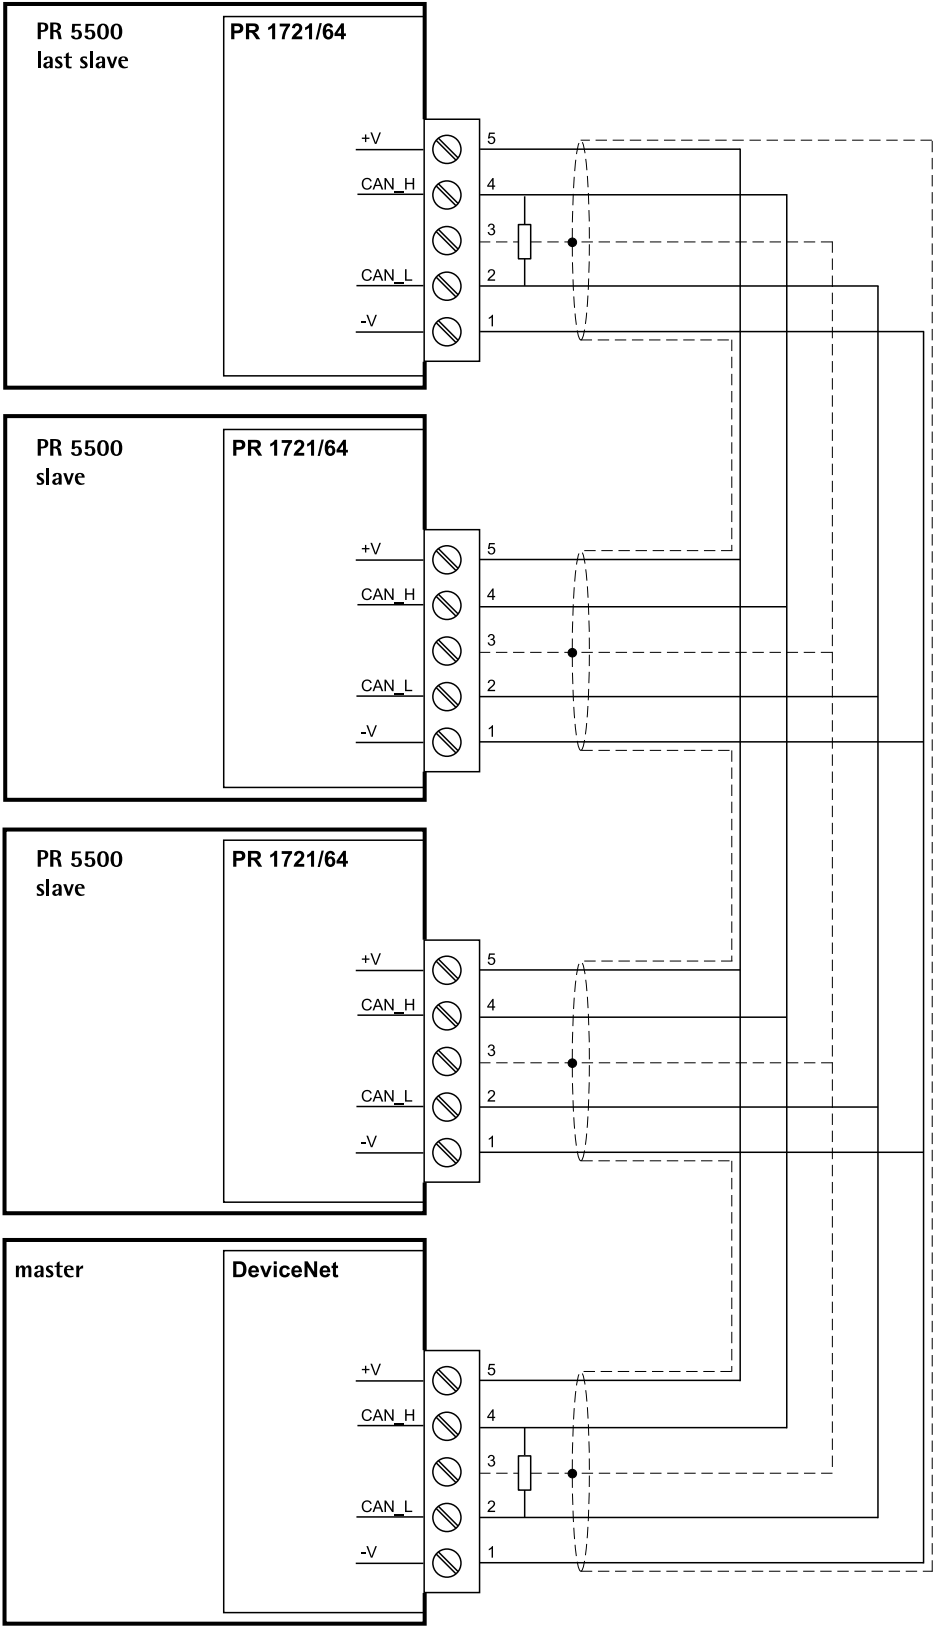 PR 5500
last slave
PR 1721/64
+V
5
CAN_H
4
3
CAN_L
2
-V
1
PR 5500
slave
PR 1721/64
+V
5
CAN_H
4
3
CAN_L
2
-V
1
PR 5500
slave
PR 1721/64
+V
5
CAN_H
4
3
CAN_L
2
-V
1
master
DeviceNet
+V
5
CAN_H
4
3
CAN_L
2
-V
1